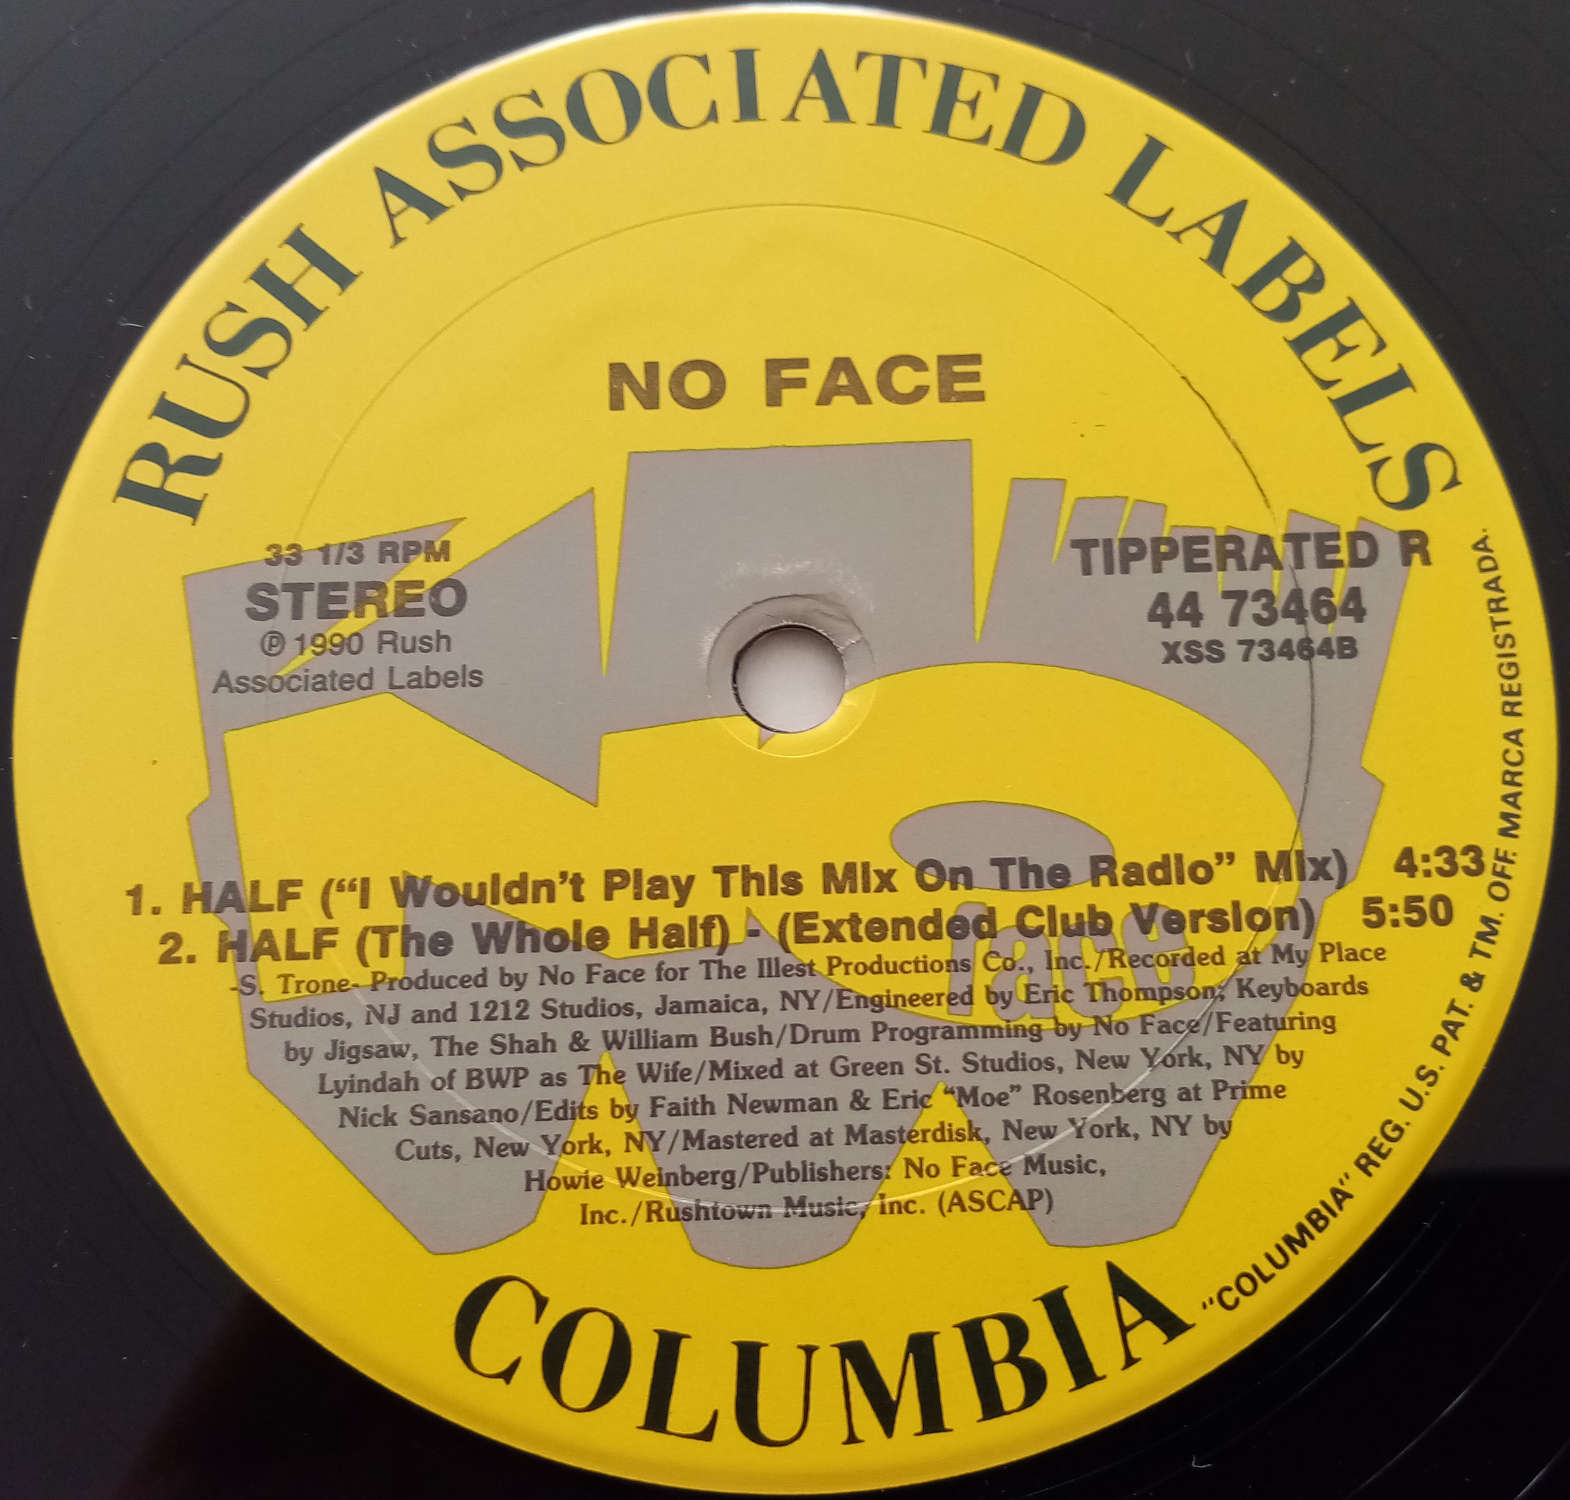 RUSH ASSOCIATED LABELS
NO FACE
33 1/3 RPM
STEREO
℗ 1990 Rush
Associated Labels
TIPPERATED R
44 73464
XSS 73464B
1. HALF (“I Wouldn’t Play This Mix On The Radio” Mix) 4:33
2. HALF (The Whole Half) - (Extended Club Version) 5:50
-S. Trone- Produced by No Face for The Illest Productions Co., Inc./Recorded at My Place
Studios, NJ and 1212 Studios, Jamaica, NY/Engineered by Eric Thompson; Keyboards
by Jigsaw, The Shah & William Bush/Drum Programming by No Face/Featuring
Lyindah of BWP as The Wife/Mixed at Green St. Studios, New York, NY by
Nick Sansano/Edits by Faith Newman & Eric “Moe” Rosenberg at Prime
Cuts, New York, NY/Mastered at Masterdisk, New York, NY by
Howie Weinberg/Publishers: No Face Music,
Inc./Rushtown Music, Inc. (ASCAP)
face
COLUMBIA
"COLUMBIA" REG. U.S. PAT. & TM. OFF. MARCA REGISTRADA.